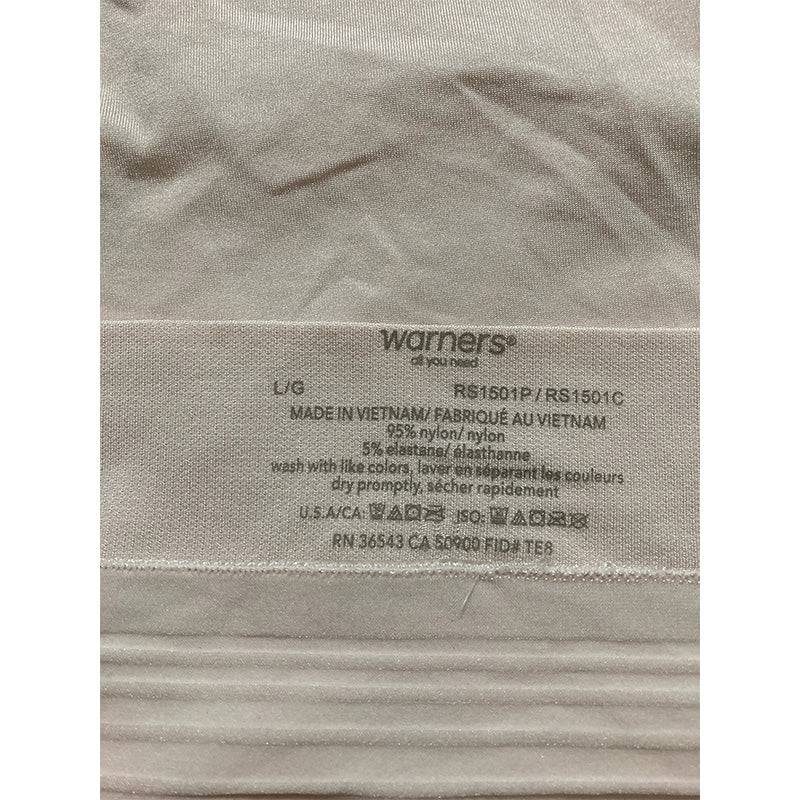 warners®
all you need
L/G RS1501P / RS1501C
MADE IN VIETNAM/ FABRIQUÉ AU VIETNAM
95% nylon/ nylon
5% elastane/ élasthanne
wash with like colors, laver en séparant les couleurs
dry promptly, sécher rapidement
U.S.A/CA: ISO:
RN 36543 CA 50900 FID# TE8